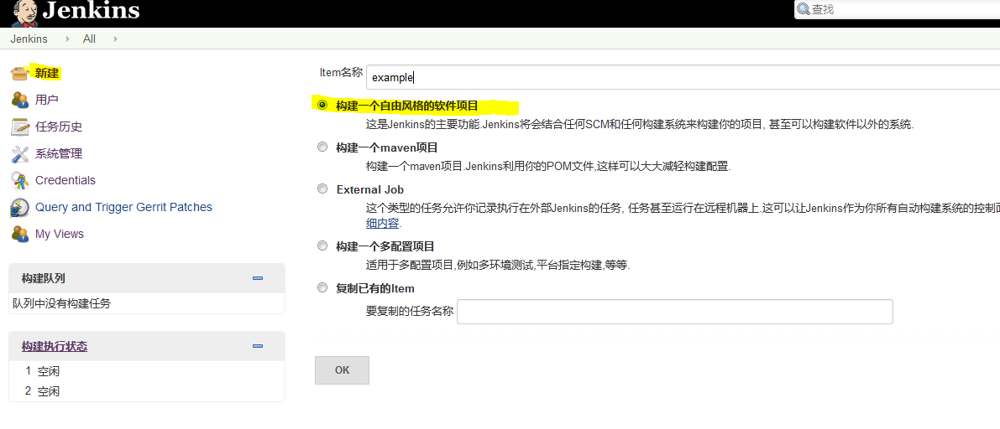 Jenkins
查找
Jenkins All
新建
用户
任务历史
系统管理
Credentials
Query and Trigger Gerrit Patches
My Views
构建队列
队列中没有构建任务
构建执行状态
1 空闲
2 空闲
Item名称 example
构建一个自由风格的软件项目
这是Jenkins的主要功能.Jenkins将会结合任何SCM和任何构建系统来构建你的项目, 甚至可以构建软件以外的系统.
构建一个maven项目
构建一个maven项目.Jenkins利用你的POM文件,这样可以大大减轻构建配置.
External Job
这个类型的任务允许你记录执行在外部Jenkins的任务, 任务甚至运行在远程机器上.这可以让Jenkins作为你所有自动构建系统的控制
细内容.
构建一个多配置项目
适用于多配置项目,例如多环境测试,平台指定构建,等等.
复制已有的Item
要复制的任务名称
OK